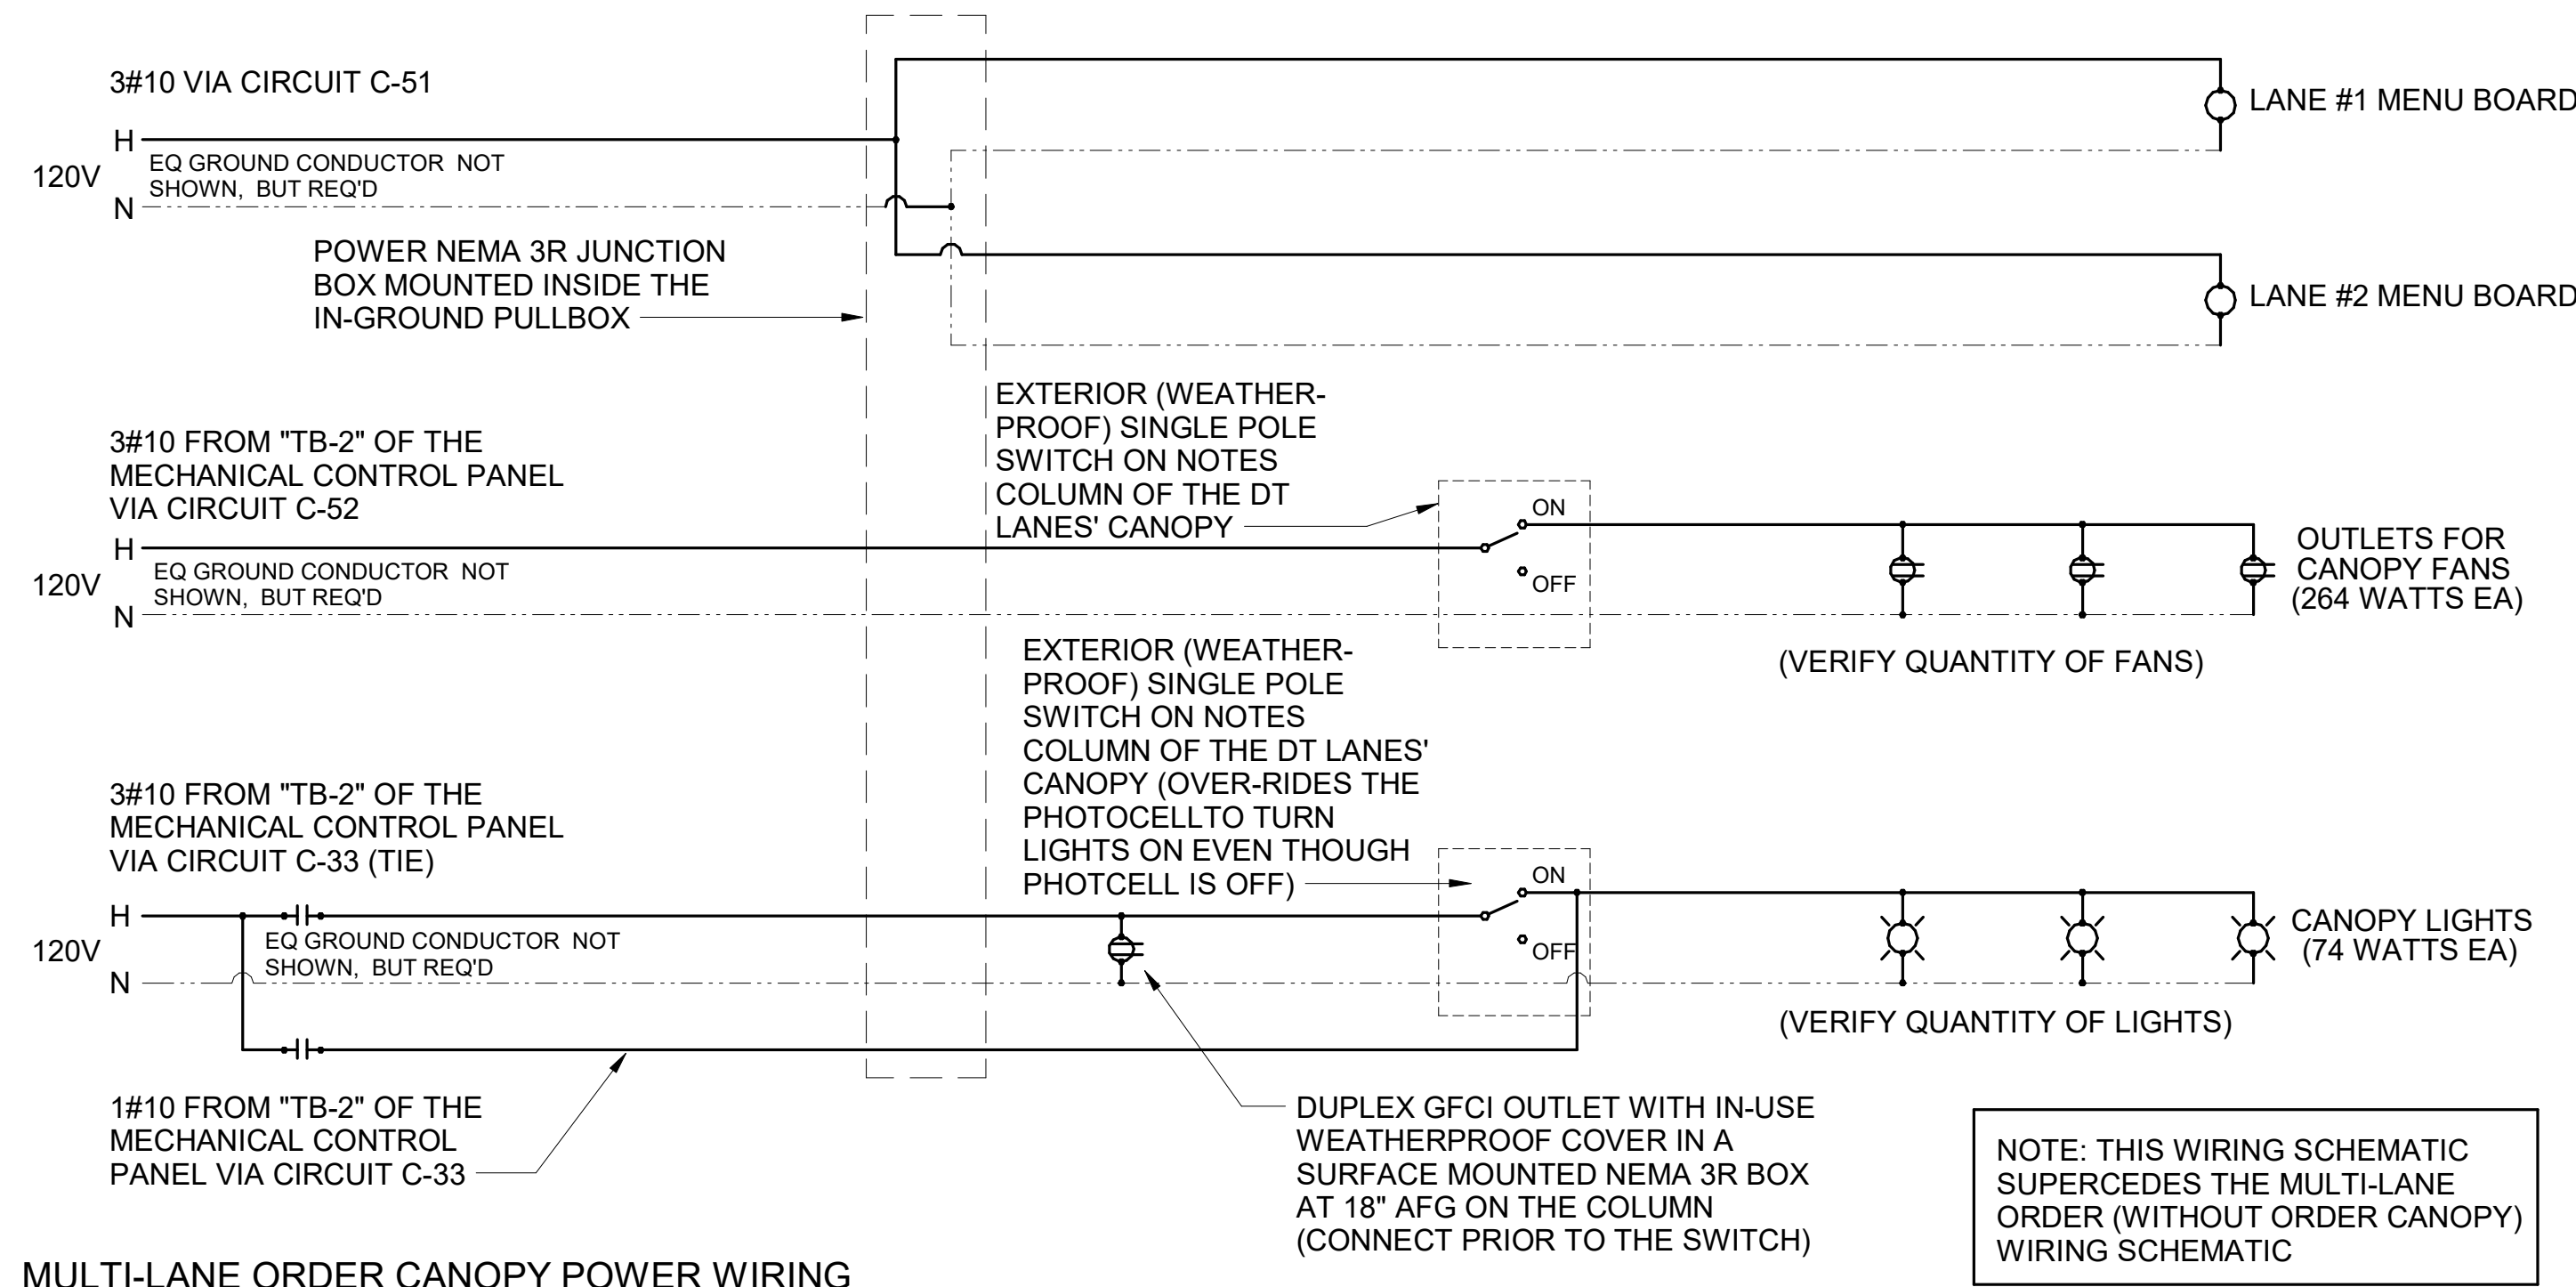 3#10 VIA CIRCUIT C-51
H
EQ GROUND CONDUCTOR NOT
SHOWN, BUT REQ'D
120V
N
LANE #1 MENU BOARD
POWER NEMA 3R JUNCTION
BOX MOUNTED INSIDE THE
IN-GROUND PULLBOX
LANE #2 MENU BOARD
EXTERIOR (WEATHER-
PROOF) SINGLE POLE
SWITCH ON NOTES
COLUMN OF THE DT
LANES' CANOPY
3#10 FROM "TB-2" OF THE
MECHANICAL CONTROL PANEL
VIA CIRCUIT C-52
H
EQ GROUND CONDUCTOR NOT
SHOWN, BUT REQ'D
120V
N
ON
OFF
OUTLETS FOR
CANOPY FANS
(264 WATTS EA)
(VERIFY QUANTITY OF FANS)
EXTERIOR (WEATHER-
PROOF) SINGLE POLE
SWITCH ON NOTES
COLUMN OF THE DT LANES'
CANOPY (OVER-RIDES THE
PHOTOCELLTO TURN
LIGHTS ON EVEN THOUGH
PHOTCELL IS OFF)
3#10 FROM "TB-2" OF THE
MECHANICAL CONTROL PANEL
VIA CIRCUIT C-33 (TIE)
H
EQ GROUND CONDUCTOR NOT
SHOWN, BUT REQ'D
120V
N
ON
OFF
CANOPY LIGHTS
(74 WATTS EA)
(VERIFY QUANTITY OF LIGHTS)
1#10 FROM "TB-2" OF THE
MECHANICAL CONTROL
PANEL VIA CIRCUIT C-33
DUPLEX GFCI OUTLET WITH IN-USE
WEATHERPROOF COVER IN A
SURFACE MOUNTED NEMA 3R BOX
AT 18" AFG ON THE COLUMN
(CONNECT PRIOR TO THE SWITCH)
NOTE: THIS WIRING SCHEMATIC
SUPERCEDES THE MULTI-LANE
ORDER (WITHOUT ORDER CANOPY)
WIRING SCHEMATIC
MULTI-LANE ORDER CANOPY POWER WIRING